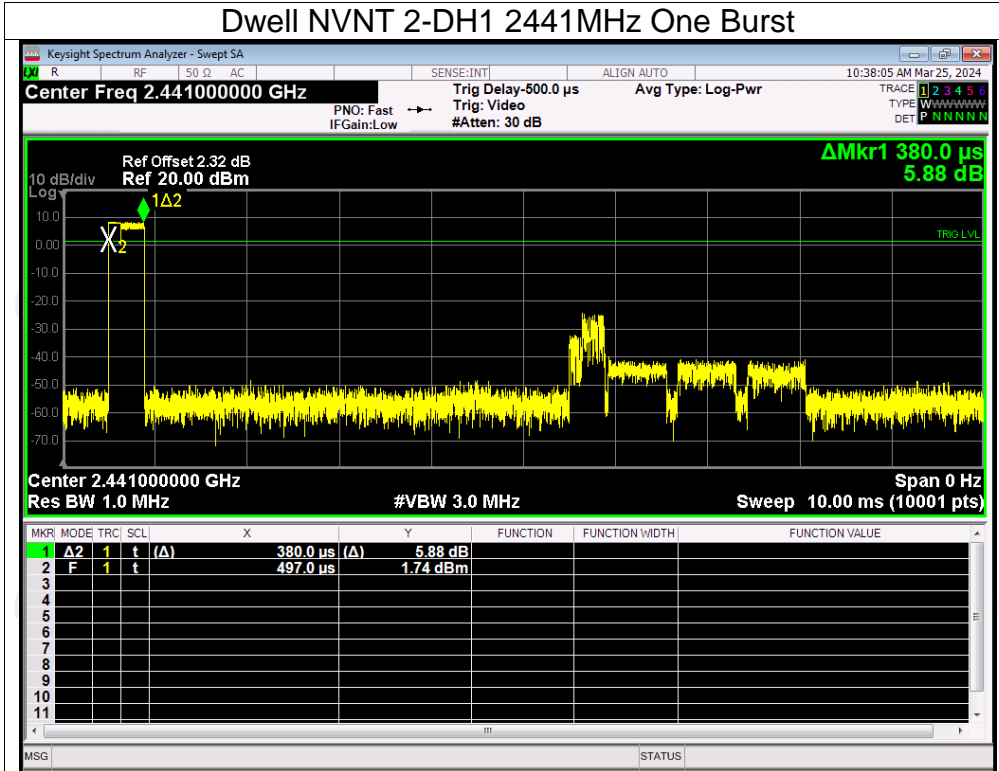 Dwell NVNT 2-DH1 2441MHz One Burst
Keysight Spectrum Analyzer - Swept SA
LXI R RF 50 Ω AC SENSE:INT ALIGN AUTO 10:38:05 AM Mar 25, 2024
Center Freq 2.441000000 GHz Trig Delay-500.0 µs Avg Type: Log-Pwr TRACE 1 2 3 4 5 6
PNO: Fast Trig: Video TYPE WWWWWW
IFGain:Low #Atten: 30 dB DET P N N N N N
ΔMkr1 380.0 µs
5.88 dB
Ref Offset 2.32 dB
10 dB/div Ref 20.00 dBm
Log
1Δ2
10.0
TRIG LVL
0.00
X2
-10.0
-20.0
-30.0
-40.0
-50.0
-60.0
-70.0
Center 2.441000000 GHz Span 0 Hz
Res BW 1.0 MHz #VBW 3.0 MHz Sweep 10.00 ms (10001 pts)
MKR MODE TRC SCL X Y FUNCTION FUNCTION WIDTH FUNCTION VALUE
1 Δ2 1 t (Δ) 380.0 µs (Δ) 5.88 dB
2 F 1 t 497.0 µs 1.74 dBm
3
4
5
6
7
8
9
10
11
MSG STATUS